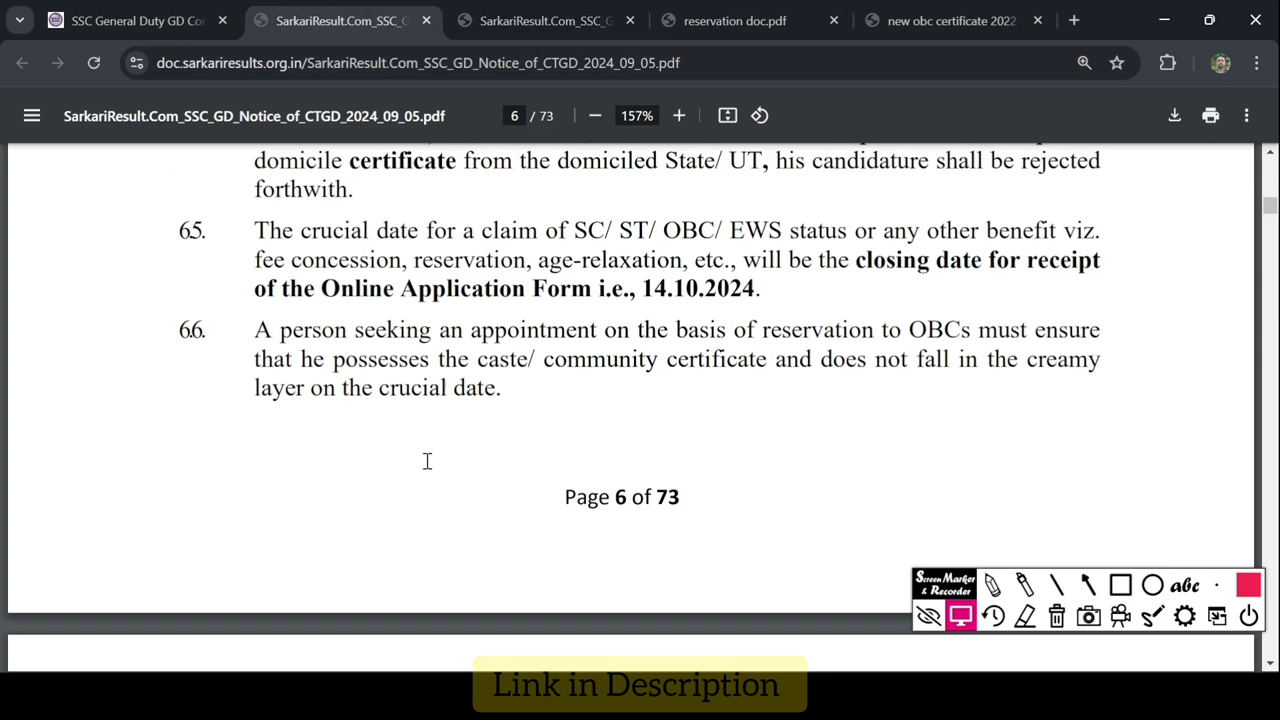 SSC General Duty GD Cor
SarkariResult.Com_SSC_G
SarkariResult.Com_SSC_G
reservation doc.pdf
new obc certificate 2022
doc.sarkariresults.org.in/SarkariResult.Com_SSC_GD_Notice_of_CTGD_2024_09_05.pdf
SarkariResult.Com_SSC_GD_Notice_of_CTGD_2024_09_05.pdf
6 / 73
157%
domicile certificate from the domiciled State/ UT, his candidature shall be rejected
forthwith.
6.5. The crucial date for a claim of SC/ ST/ OBC/ EWS status or any other benefit viz.
fee concession, reservation, age-relaxation, etc., will be the closing date for receipt
of the Online Application Form i.e., 14.10.2024.
6.6. A person seeking an appointment on the basis of reservation to OBCs must ensure
that he possesses the caste/ community certificate and does not fall in the creamy
layer on the crucial date.
Page 6 of 73
Screen Marker
& Recorder
abc
Link in Description